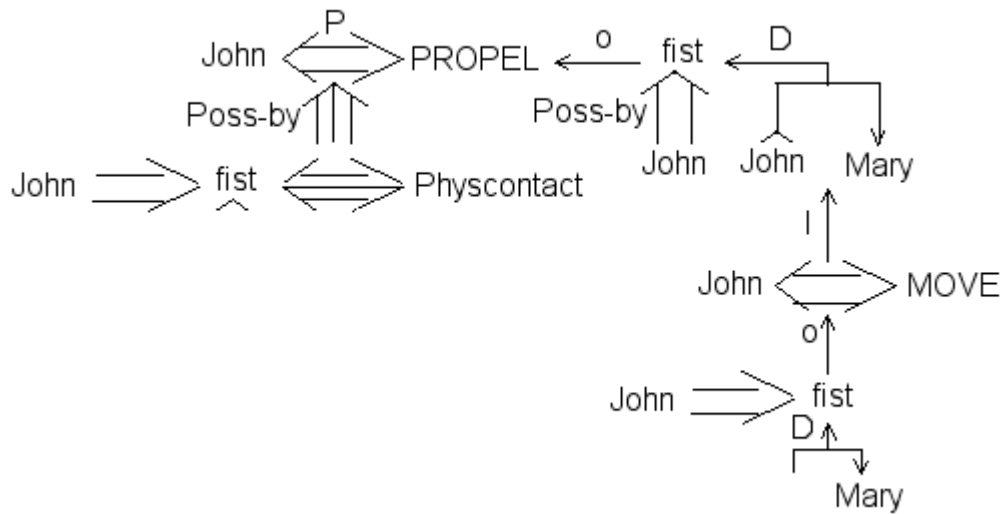 P
John PROPEL o fist D
Poss-by Poss-by
John John Mary
John fist Physcontact
I
John MOVE
o
John fist
D
Mary